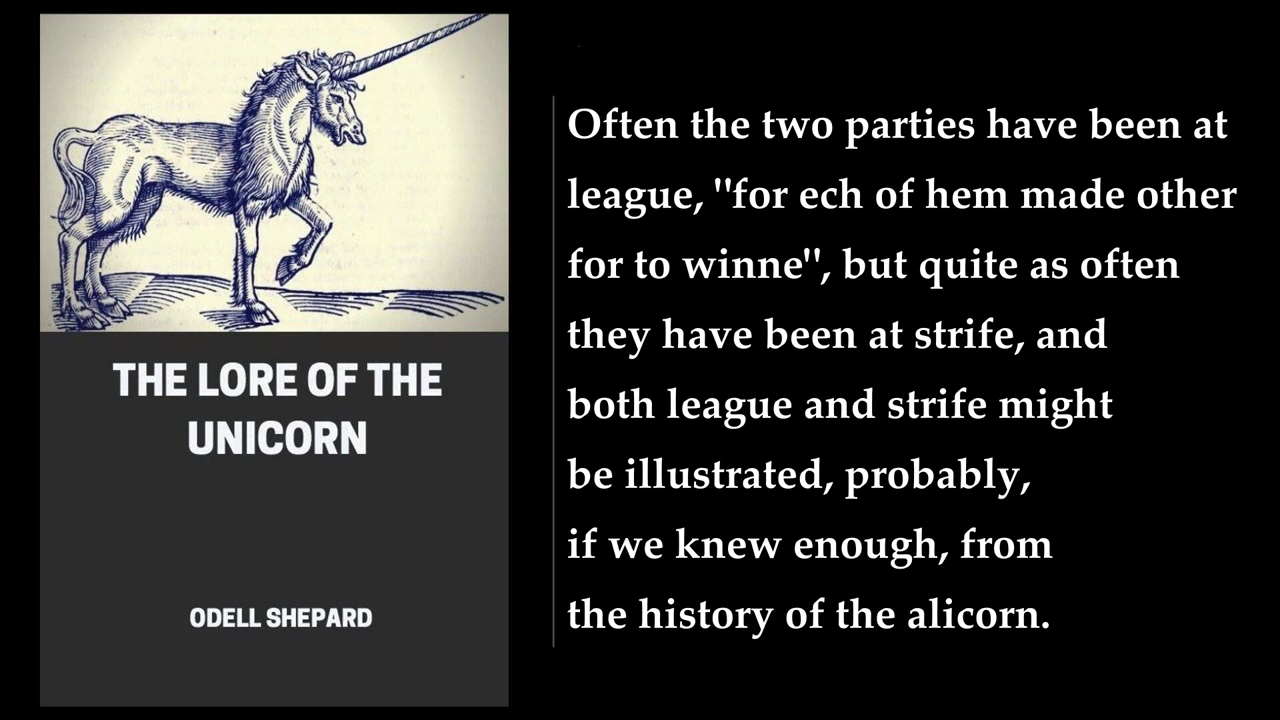 THE LORE OF THE
UNICORN
ODELL SHEPARD
Often the two parties have been at
league, "for ech of hem made other
for to winne", but quite as often
they have been at strife, and
both league and strife might
be illustrated, probably,
if we knew enough, from
the history of the alicorn.